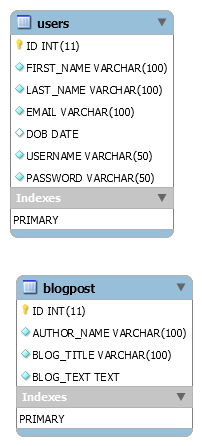 users
ID INT(11)
FIRST_NAME VARCHAR(100)
LAST_NAME VARCHAR(100)
EMAIL VARCHAR(100)
DOB DATE
USERNAME VARCHAR(50)
PASSWORD VARCHAR(50)
Indexes
PRIMARY
blogpost
ID INT(11)
AUTHOR_NAME VARCHAR(100)
BLOG_TITLE VARCHAR(100)
BLOG_TEXT TEXT
Indexes
PRIMARY